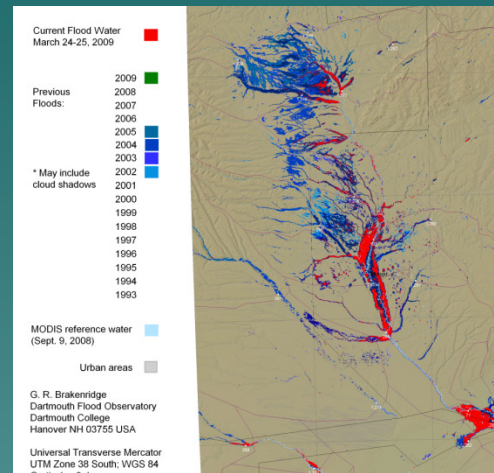 Current Flood Water
March 24-25, 2009
2009
Previous 2008
Floods: 2007
2006
2005
2004
2003
* May include 2002
cloud shadows 2001
2000
1999
1998
1997
1996
1995
1994
1993
MODIS reference water
(Sept. 9, 2008)
Urban areas
G. R. Brakenridge
Dartmouth Flood Observatory
Dartmouth College
Hanover NH 03755 USA
Universal Transverse Mercator
UTM Zone 38 South; WGS 84